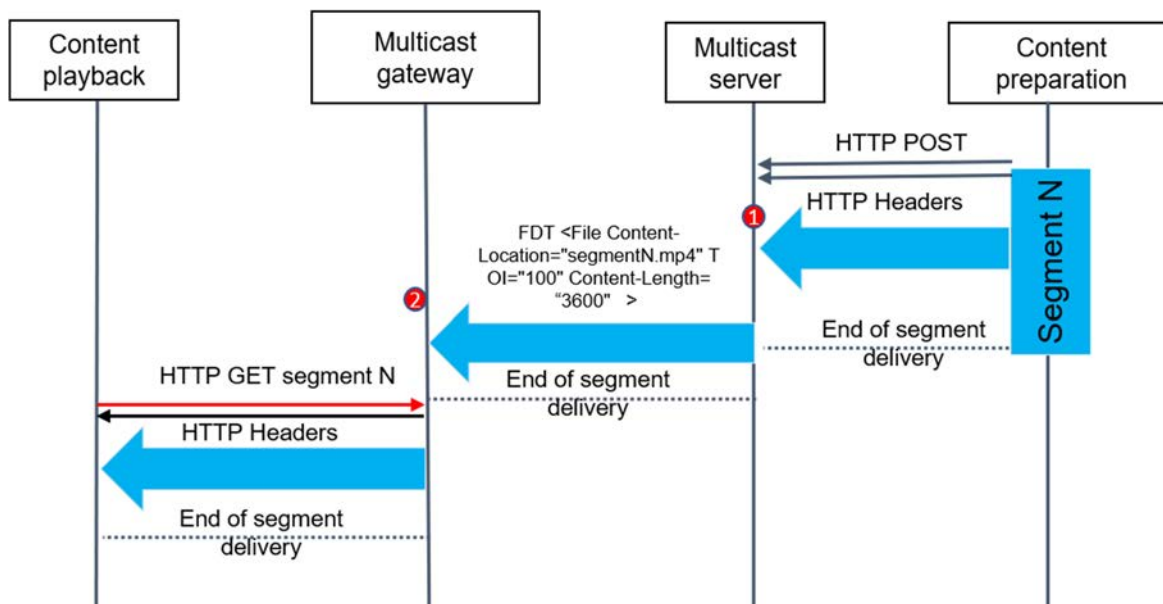 Content
playback
Multicast
gateway
Multicast
server
Content
preparation
HTTP POST
HTTP Headers
Segment N
1
FDT <File Content-
Location="segmentN.mp4" T
OI="100" Content-Length=
“3600" >
2
End of segment
delivery
End of segment
delivery
HTTP GET segment N
HTTP Headers
End of segment
delivery